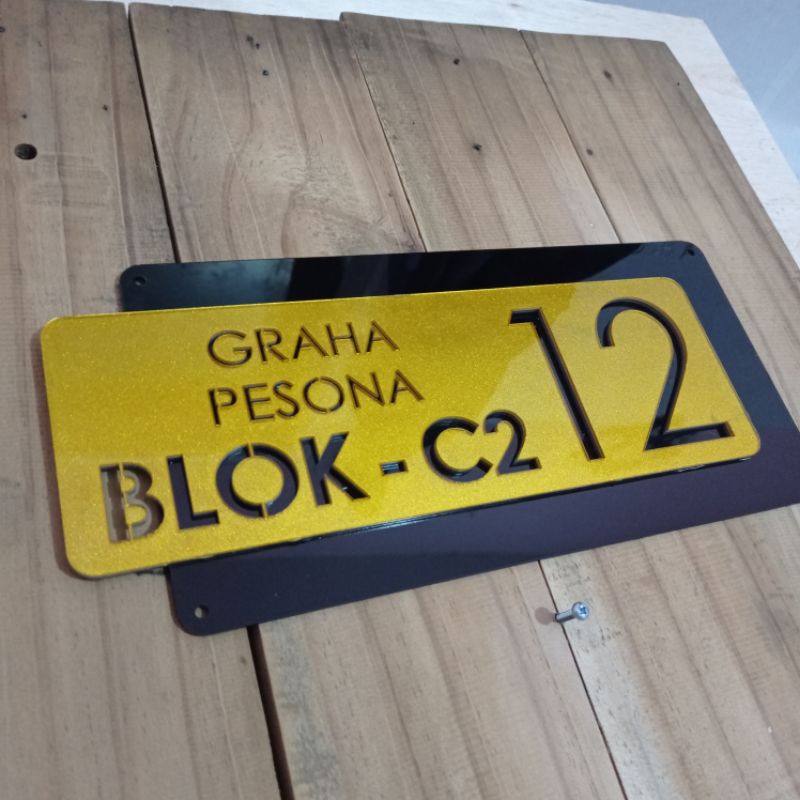 GRAHA
PESONA
BLOK - C2
12